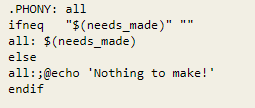 .PHONY: all
ifneq   "$(needs_made)" ""
all: $(needs_made)
else
all:;@echo 'Nothing to make!'
endif